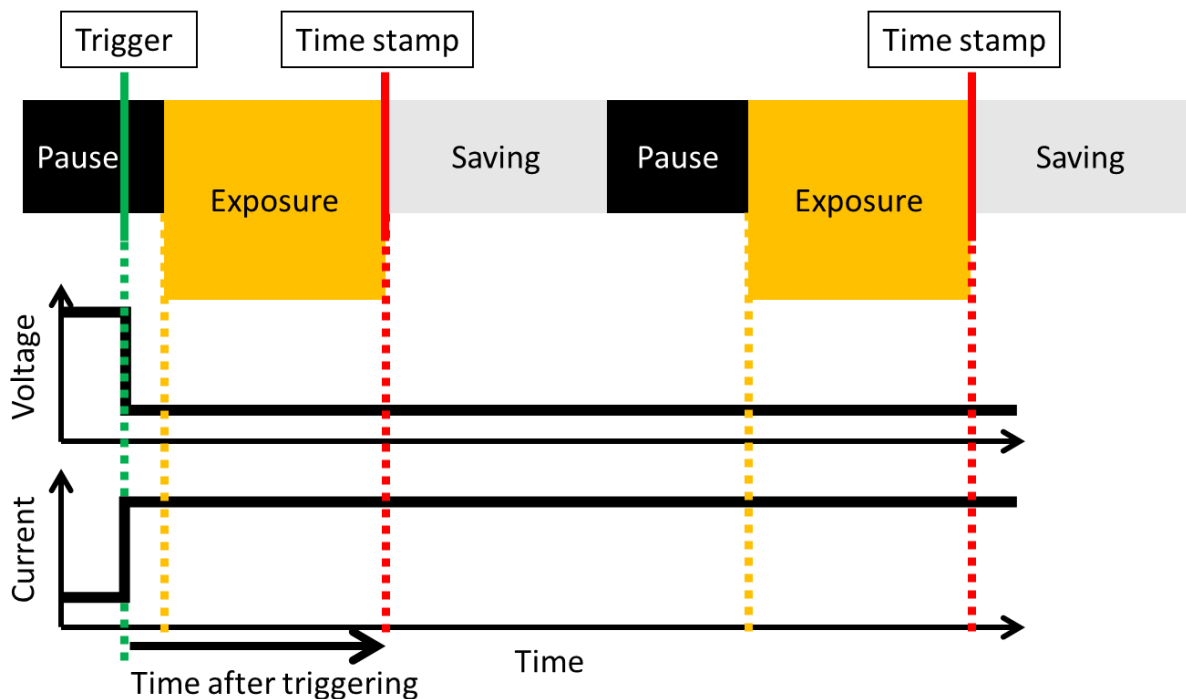 Trigger
Time stamp
Time stamp
Pause
Exposure
Saving
Pause
Exposure
Saving
Voltage
Current
Time
Time after triggering